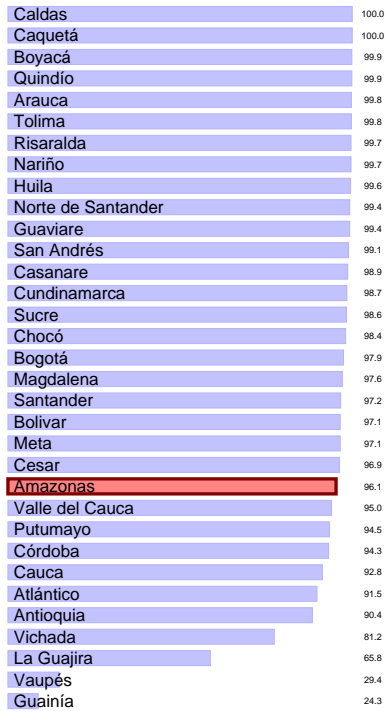 Caldas 100.0
Caquetá 100.0
Boyacá 99.9
Quindío 99.9
Arauca 99.8
Tolima 99.8
Risaralda 99.7
Nariño 99.7
Huila 99.6
Norte de Santander 99.4
Guaviare 99.4
San Andrés 99.1
Casanare 98.9
Cundinamarca 98.7
Sucre 98.6
Chocó 98.4
Bogotá 97.9
Magdalena 97.6
Santander 97.2
Bolivar 97.1
Meta 97.1
Cesar 96.9
Amazonas 96.1
Valle del Cauca 95.0
Putumayo 94.5
Córdoba 94.3
Cauca 92.8
Atlántico 91.5
Antioquia 90.4
Vichada 81.2
La Guajira 65.8
Vaupés 29.4
Guainía 24.3